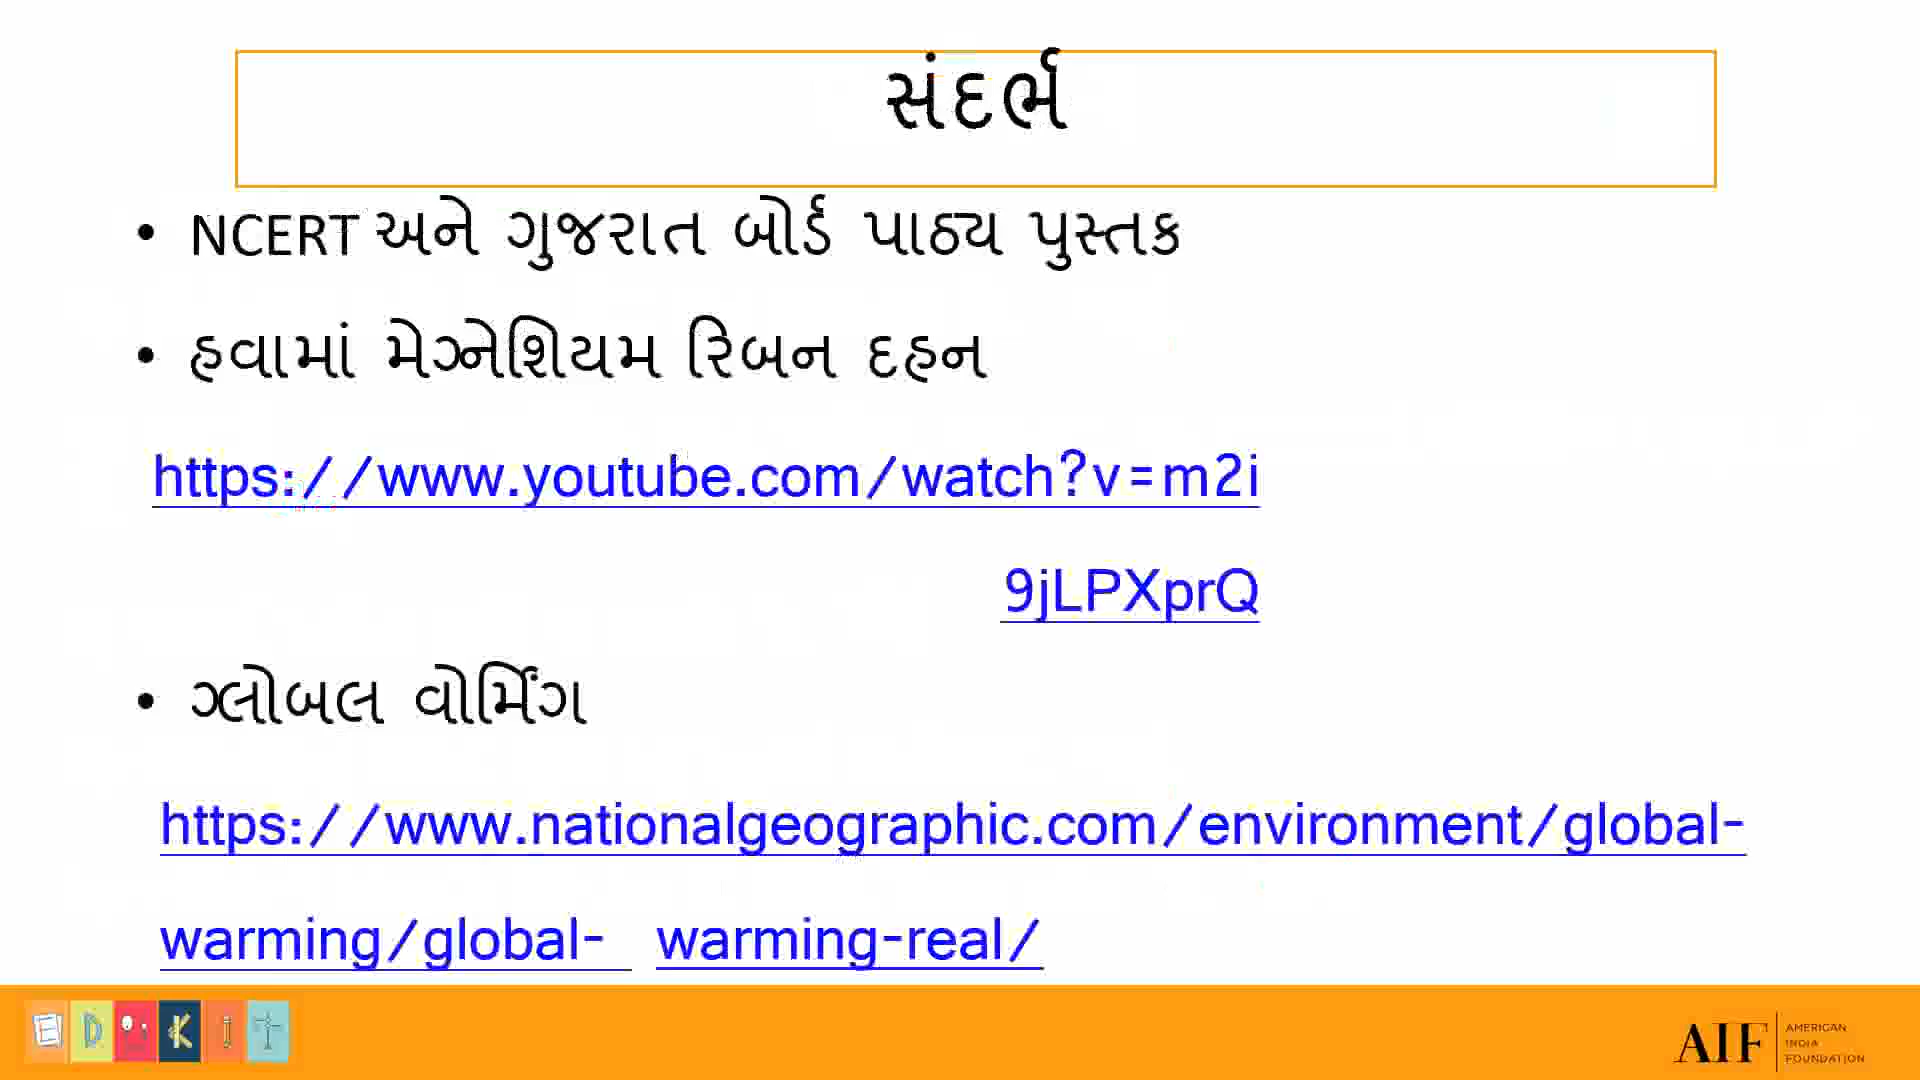 સંદર્ભ
• NCERT અને ગુજરાત બોર્ડ પાઠ્ય પુસ્તક
• હવામાં મેગ્નેશિયમ રિબન દહન
https://www.youtube.com/watch?v=m2i
9jLPXprQ
• ગ્લોબલ વોર્મિંગ
https://www.nationalgeographic.com/environment/global-
warming/global- warming-real/
EDKIT
AIF
AMERICAN
INDIA
FOUNDATION